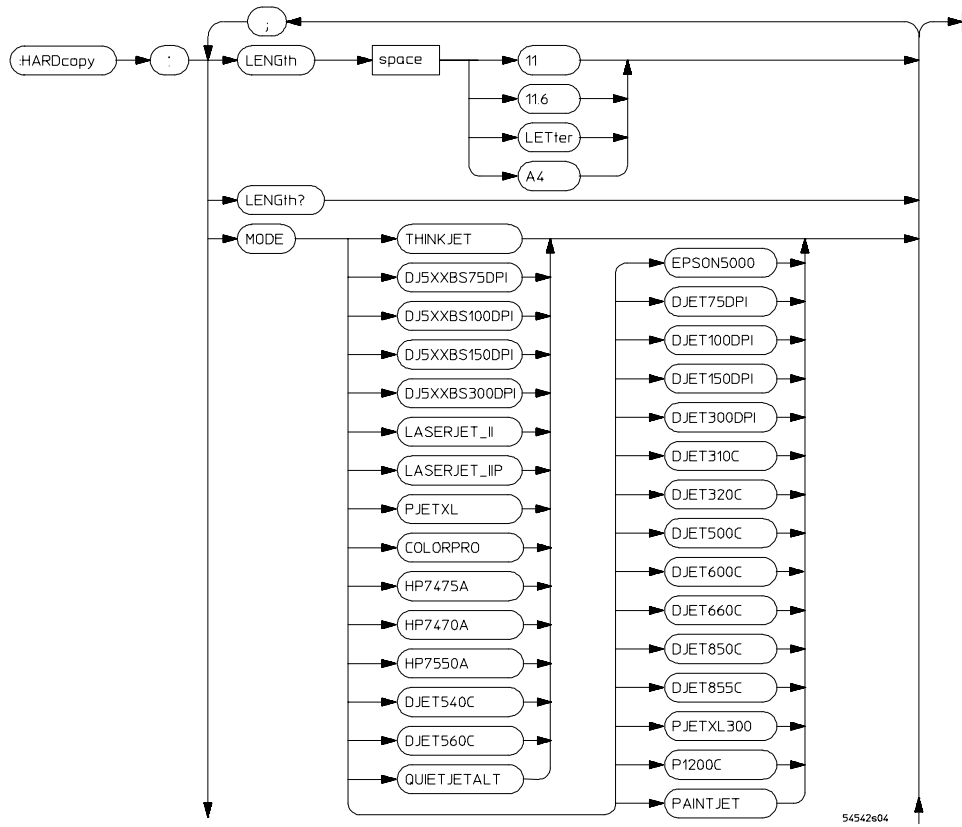 ;
:HARDcopy
:
LENGth
space
11
11.6
LETter
A4
LENGth?
MODE
THINKJET
DJ5XXBS75DPI
DJ5XXBS100DPI
DJ5XXBS150DPI
DJ5XXBS300DPI
LASERJET_II
LASERJET_IIP
PJETXL
COLORPRO
HP7475A
HP7470A
HP7550A
DJET540C
DJET560C
QUIETJETALT
EPSON5000
DJET75DPI
DJET100DPI
DJET150DPI
DJET300DPI
DJET310C
DJET320C
DJET500C
DJET600C
DJET660C
DJET850C
DJET855C
PJETXL300
P1200C
PAINTJET
54542s04